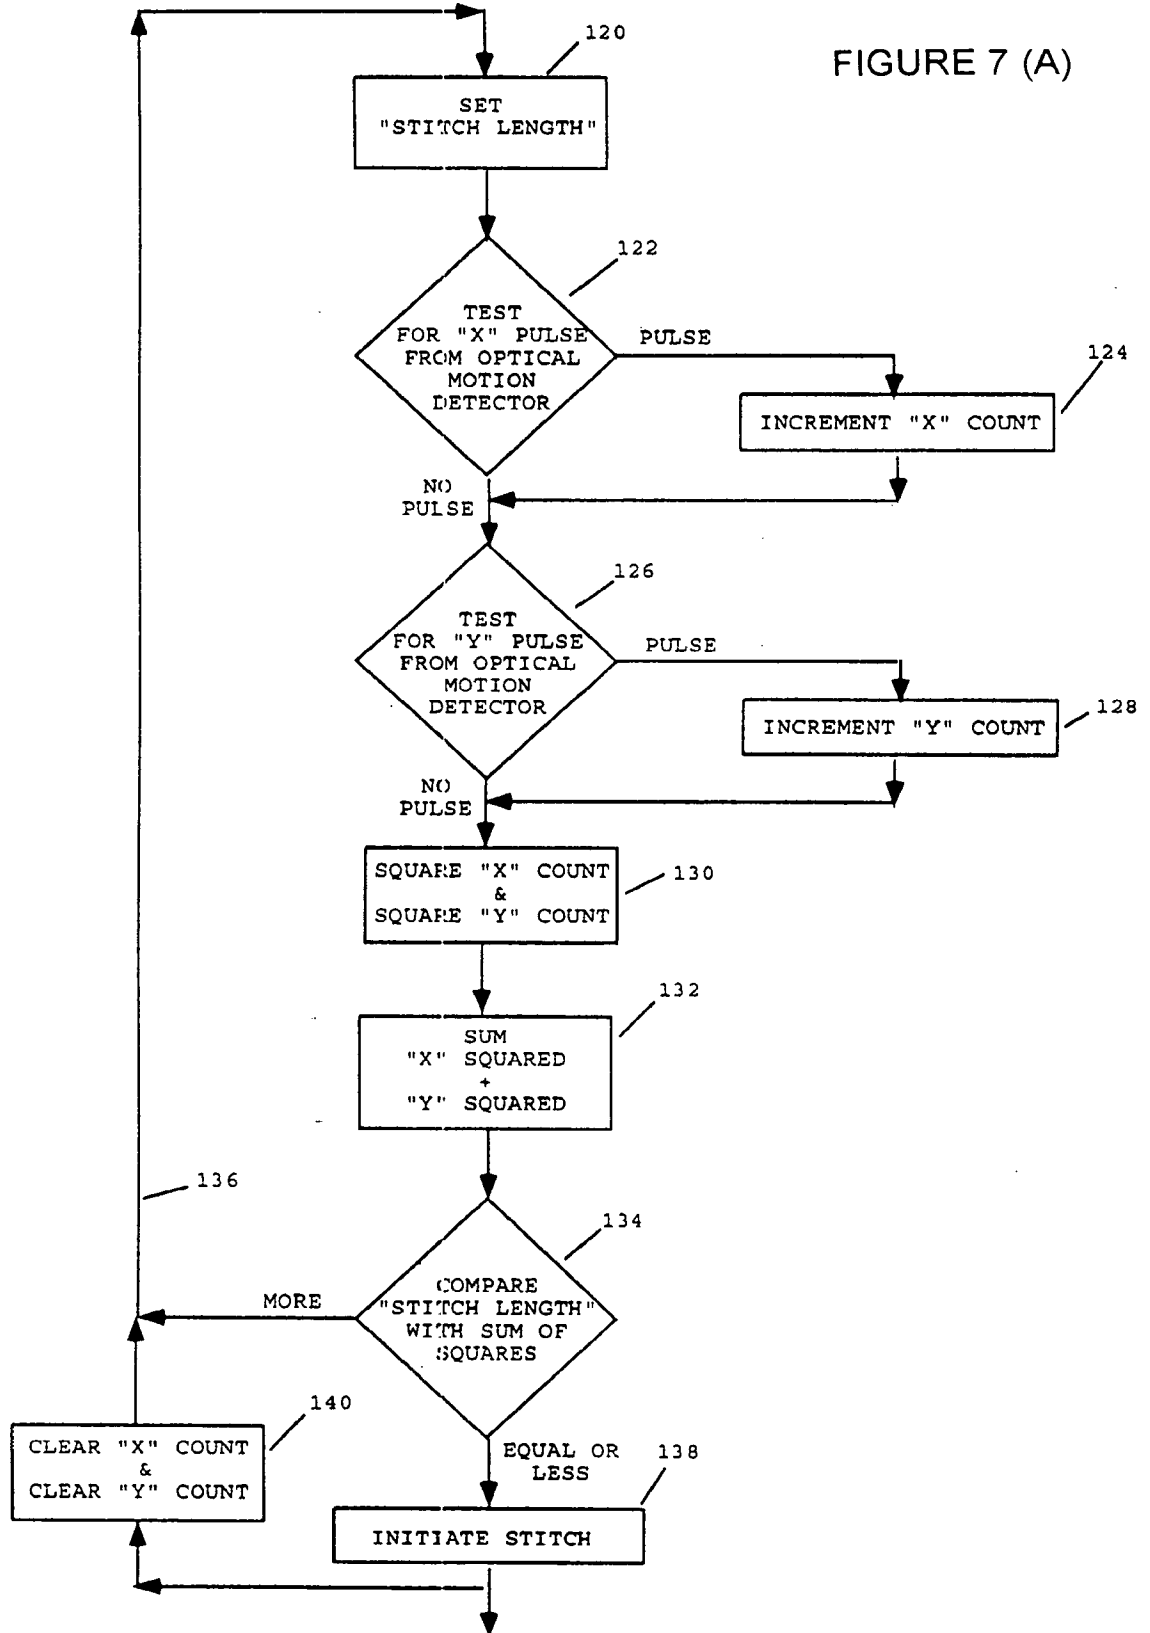 FIGURE 7 (A)
120
SET
"STITCH LENGTH"
122
TEST
FOR "X" PULSE
FROM OPTICAL
MOTION
DETECTOR
PULSE
124
INCREMENT "X" COUNT
NO
PULSE
126
TEST
FOR "Y" PULSE
FROM OPTICAL
MOTION
DETECTOR
PULSE
128
INCREMENT "Y" COUNT
NO
PULSE
SQUARE "X" COUNT
&
SQUARE "Y" COUNT
130
132
SUM
"X" SQUARED
+
"Y" SQUARED
136
134
COMPARE
"STITCH LENGTH"
WITH SUM OF
SQUARES
MORE
140
CLEAR "X" COUNT
&
CLEAR "Y" COUNT
EQUAL OR
LESS
138
INITIATE STITCH